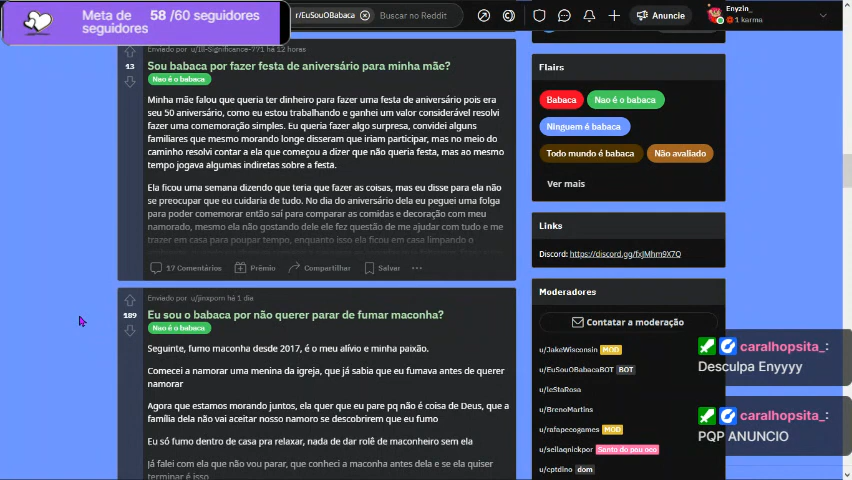 Meta de seguidores
58 /60 seguidores
r/EuSouOBabaca
Buscar no Reddit
Anuncie
Enyzin_
1 karma
Enviado por u/Ill-Significance-771 há 12 horas
13
Sou babaca por fazer festa de aniversário para minha mãe?
Nao é o babaca
Minha mãe falou que queria ter dinheiro para fazer uma festa de aniversário pois era
seu 50 aniversário, como eu estou trabalhando e ganhei um valor considerável resolvi
fazer uma comemoração simples. Eu queria fazer algo surpresa, convidei alguns
familiares que mesmo morando longe disseram que iriam participar, mas no meio do
caminho resolvi contar a ela que começou a dizer que não queria festa, mas ao mesmo
tempo jogava algumas indiretas sobre a festa.
Ela ficou uma semana dizendo que teria que fazer as coisas, mas eu disse para ela não
se preocupar que eu cuidaria de tudo. No dia do aniversário dela eu peguei uma folga
para poder comemorar então saí para comparar as comidas e decoração com meu
namorado, mesmo ela não gostando dele ele fez questão de me ajudar com tudo e me
trazer em casa para poupar tempo, enquanto isso ela ficou em casa limpando o
17 Comentários
Prêmio
Compartilhar
Salvar
Enviado por u/jinxporn há 1 dia
189
Eu sou o babaca por não querer parar de fumar maconha?
Nao é o babaca
Seguinte, fumo maconha desde 2017, é o meu alívio e minha paixão.
Comecei a namorar uma menina da igreja, que já sabia que eu fumava antes de querer
namorar
Agora que estamos morando juntos, ela quer que eu pare pq não é coisa de Deus, que a
família dela não vai aceitar nosso namoro se descobrirem que eu fumo
Eu só fumo dentro de casa pra relaxar, nada de dar rolê de maconheiro sem ela
Já falei com ela que não vou parar, que conheci a maconha antes dela e se ela quiser
terminar é isso
Flairs
Babaca
Nao é o babaca
Ninguem é babaca
Todo mundo é babaca
Não avaliado
Ver mais
Links
Discord: https://discord.gg/fxJMhm9X7Q
Moderadores
Contatar a moderação
u/JakeWisconsin MOD
u/EuSouOBabacaBOT BOT
u/leStaRosa
u/BrenoMartins
u/rafapecgames MOD
u/sellaqnickpor Santo do pau oco
u/cptdino dom
caralhopsita_:
Desculpa Enyyyy
caralhopsita_:
PQP ANUNCIO